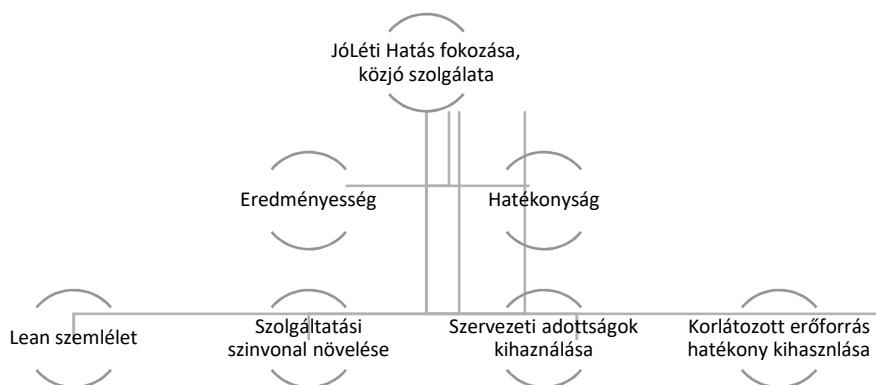 JóLéti Hatás fokozása,
közjó szolgálata
Eredményesség
Hatékonyság
Lean szemlélet
Szolgáltatási
szinvonal növelése
Szervezeti adottságok
kihaználása
Korlátozott erőforrás
hatékony kihasznlása